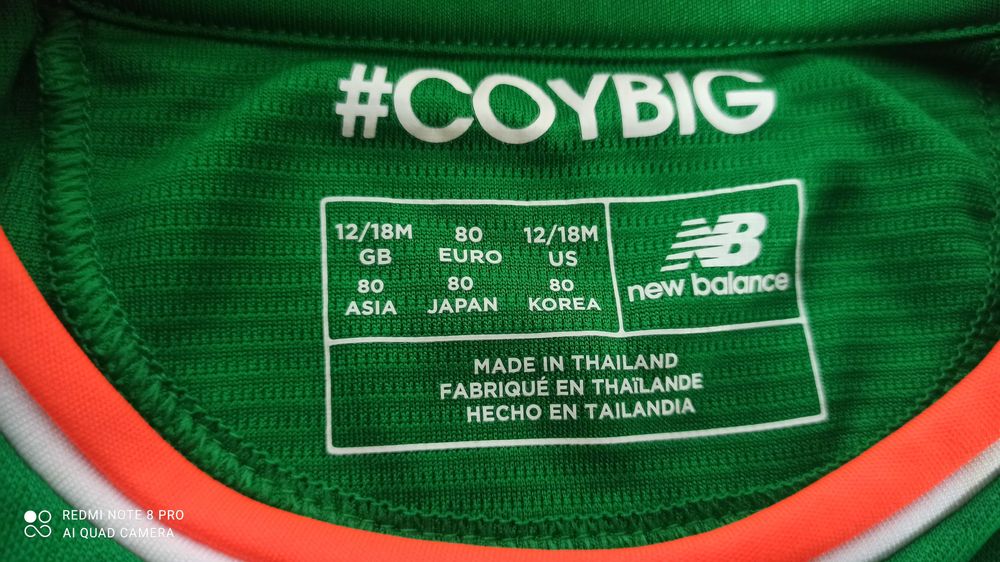 #COYBIG
12/18M GB 80 EURO 12/18M US
80 ASIA 80 JAPAN 80 KOREA
NB
new balance
MADE IN THAILAND
FABRIQUÉ EN THAÏLANDE
HECHO EN TAILANDIA
REDMI NOTE 8 PRO
AI QUAD CAMERA